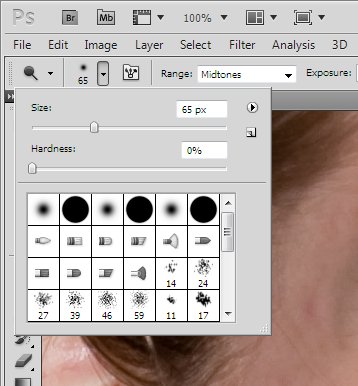 Ps Br Mb 100%
File Edit Image Layer Select Filter Analysis 3D
65 Range: Midtones Exposure:
Size: 65 px
Hardness: 0%
14 24
27 39 46 59 11 17